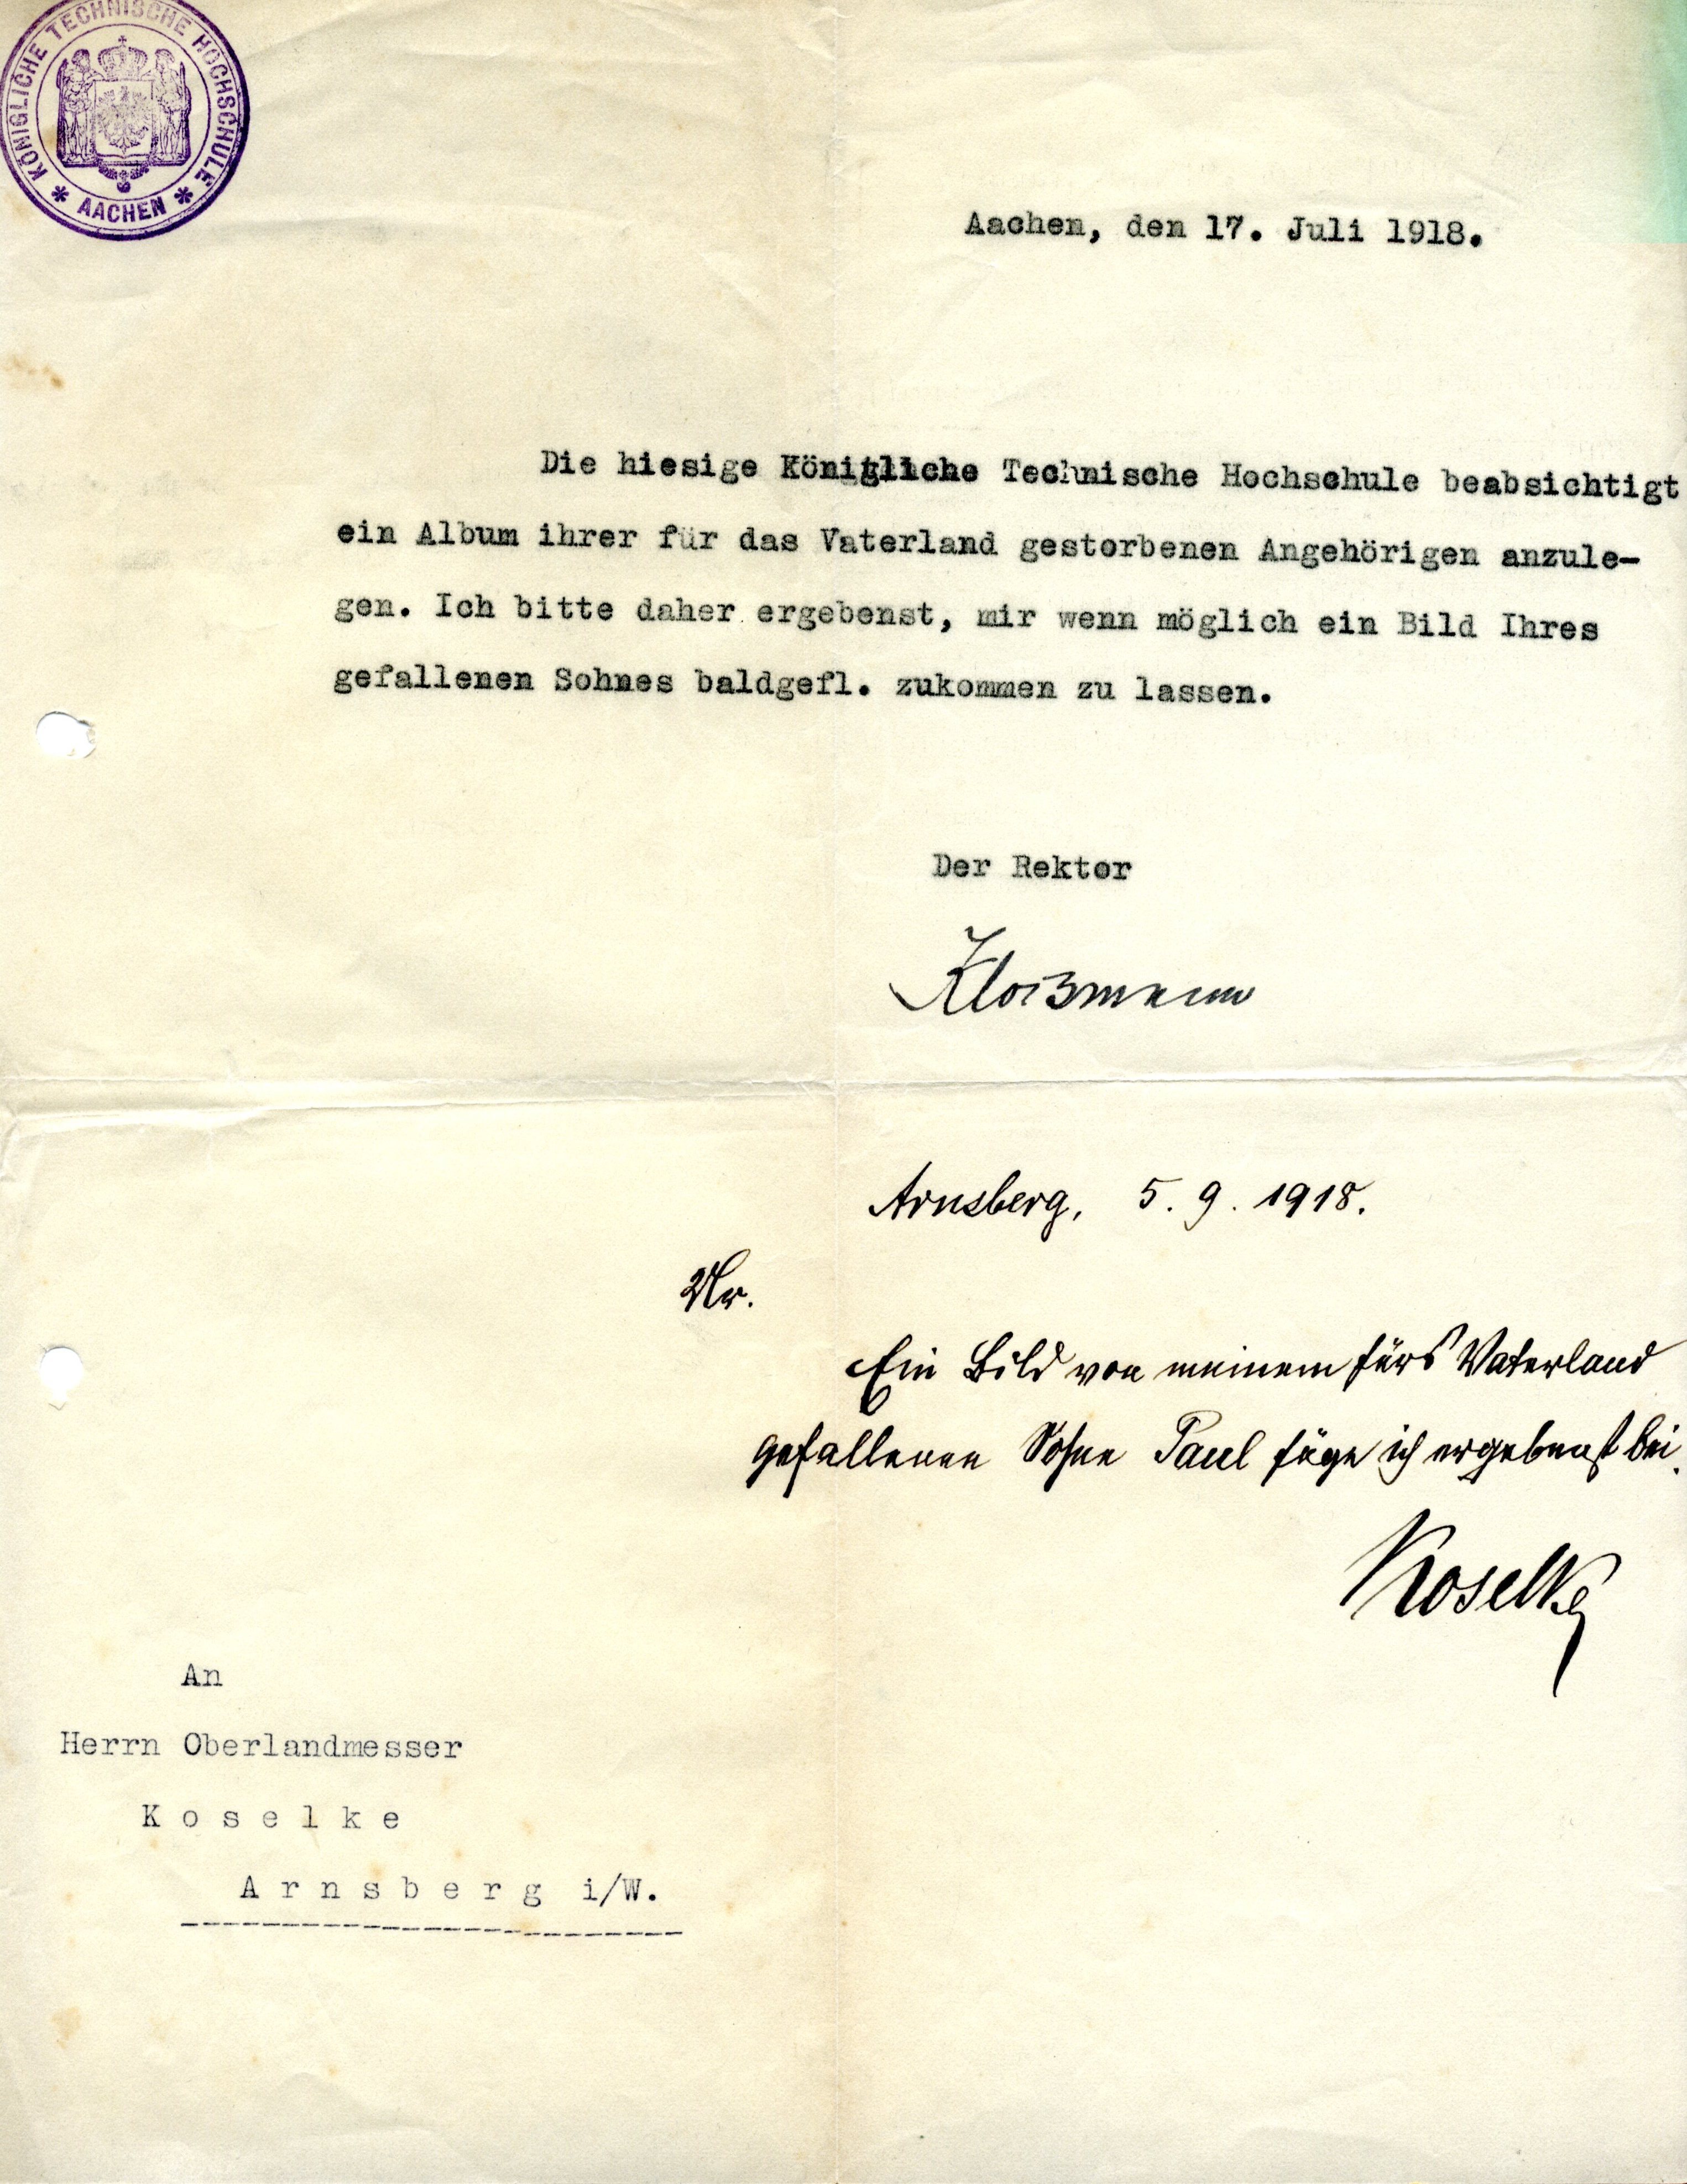 KÖNIGLICHE TECHNISCHE HOCHSCHULE
* AACHEN *
Aachen, den 17. Juli 1918.
Die hiesige Königliche Technische Hochschule beabsichtigt
ein Album ihrer für das Vaterland gestorbenen Angehörigen anzule-
gen. Ich bitte daher ergebenst, mir wenn möglich ein Bild Ihres
gefallenen Sohnes baldgefl. zukommen zu lassen.
Der Rektor
Arnsberg, 5. 9. 1918.
Ein Bild von meinem fürs Vaterland
gefallenen Sohne Paul füge ich ergebenst bei.
Koselke
An
Herrn Oberlandmesser
Koselke
Arnsberg i/W.